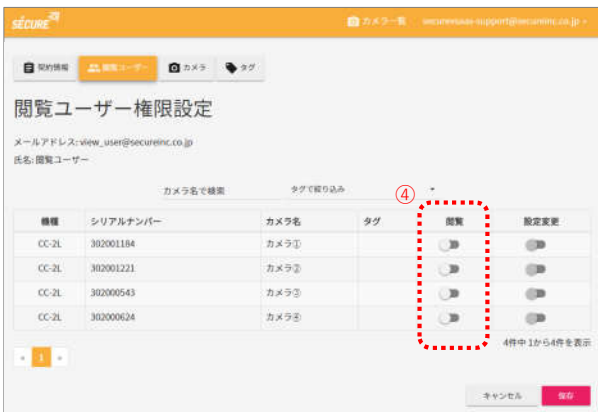 SECURE
カメラ一覧 securevsaas-support@secureinc.co.jp
契約情報 閲覧ユーザー カメラ タグ
閲覧ユーザー権限設定
メールアドレス: view_user@secureinc.co.jp
氏名: 閲覧ユーザー
カメラ名で検索 タグで絞り込み
④
機種 シリアルナンバー カメラ名 タグ 閲覧 設定変更
CC-2L 302001184 カメラ①
CC-2L 302001221 カメラ②
CC-2L 302000543 カメラ③
CC-2L 302000624 カメラ④
4件中 1から4件を表示
« 1 »
キャンセル 保存